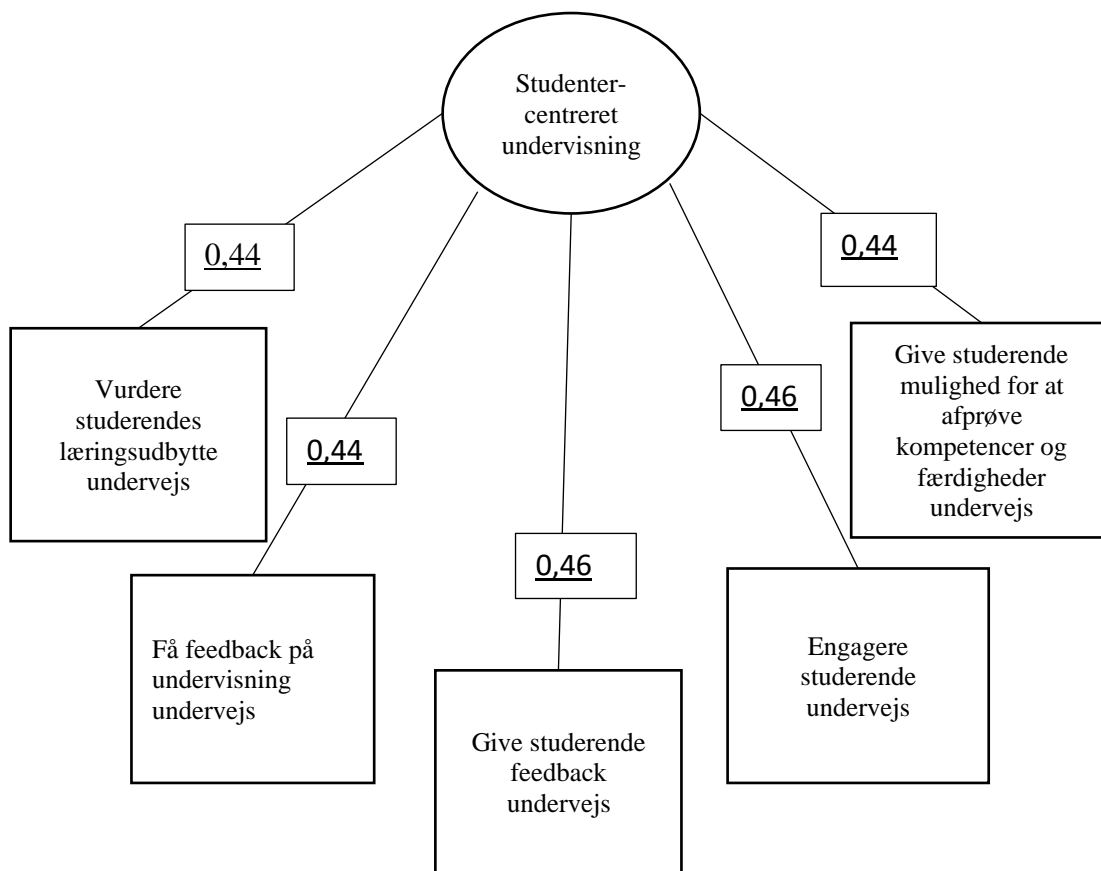 Studenter-
centreret
undervisning
0,44
Vurdere
studerendes
læringsudbytte
undervejs
0,44
Få feedback på
undervisning
undervejs
0,46
Give studerende
feedback
undervejs
0,46
Engagere
studerende
undervejs
0,44
Give studerende
mulighed for at
afprøve
kompetencer og
færdigheder
undervejs